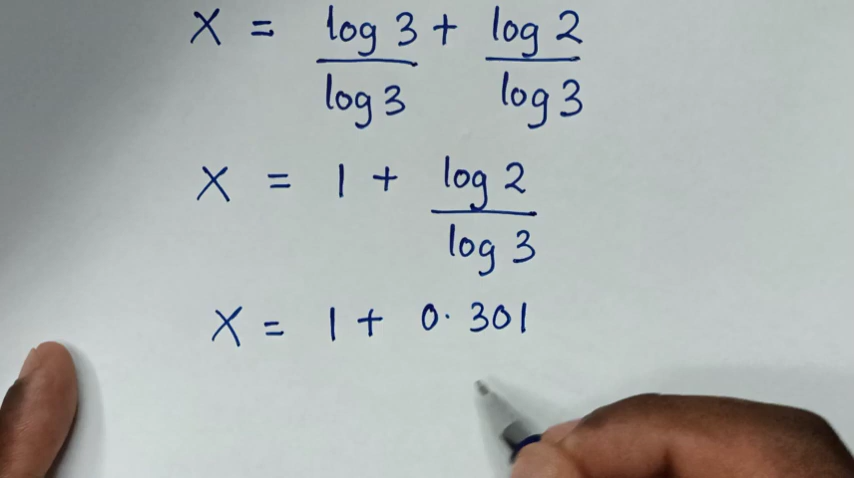 X = log 3/log 3 + log 2/log 3
X = 1 + log 2/log 3
X = 1 + 0.301